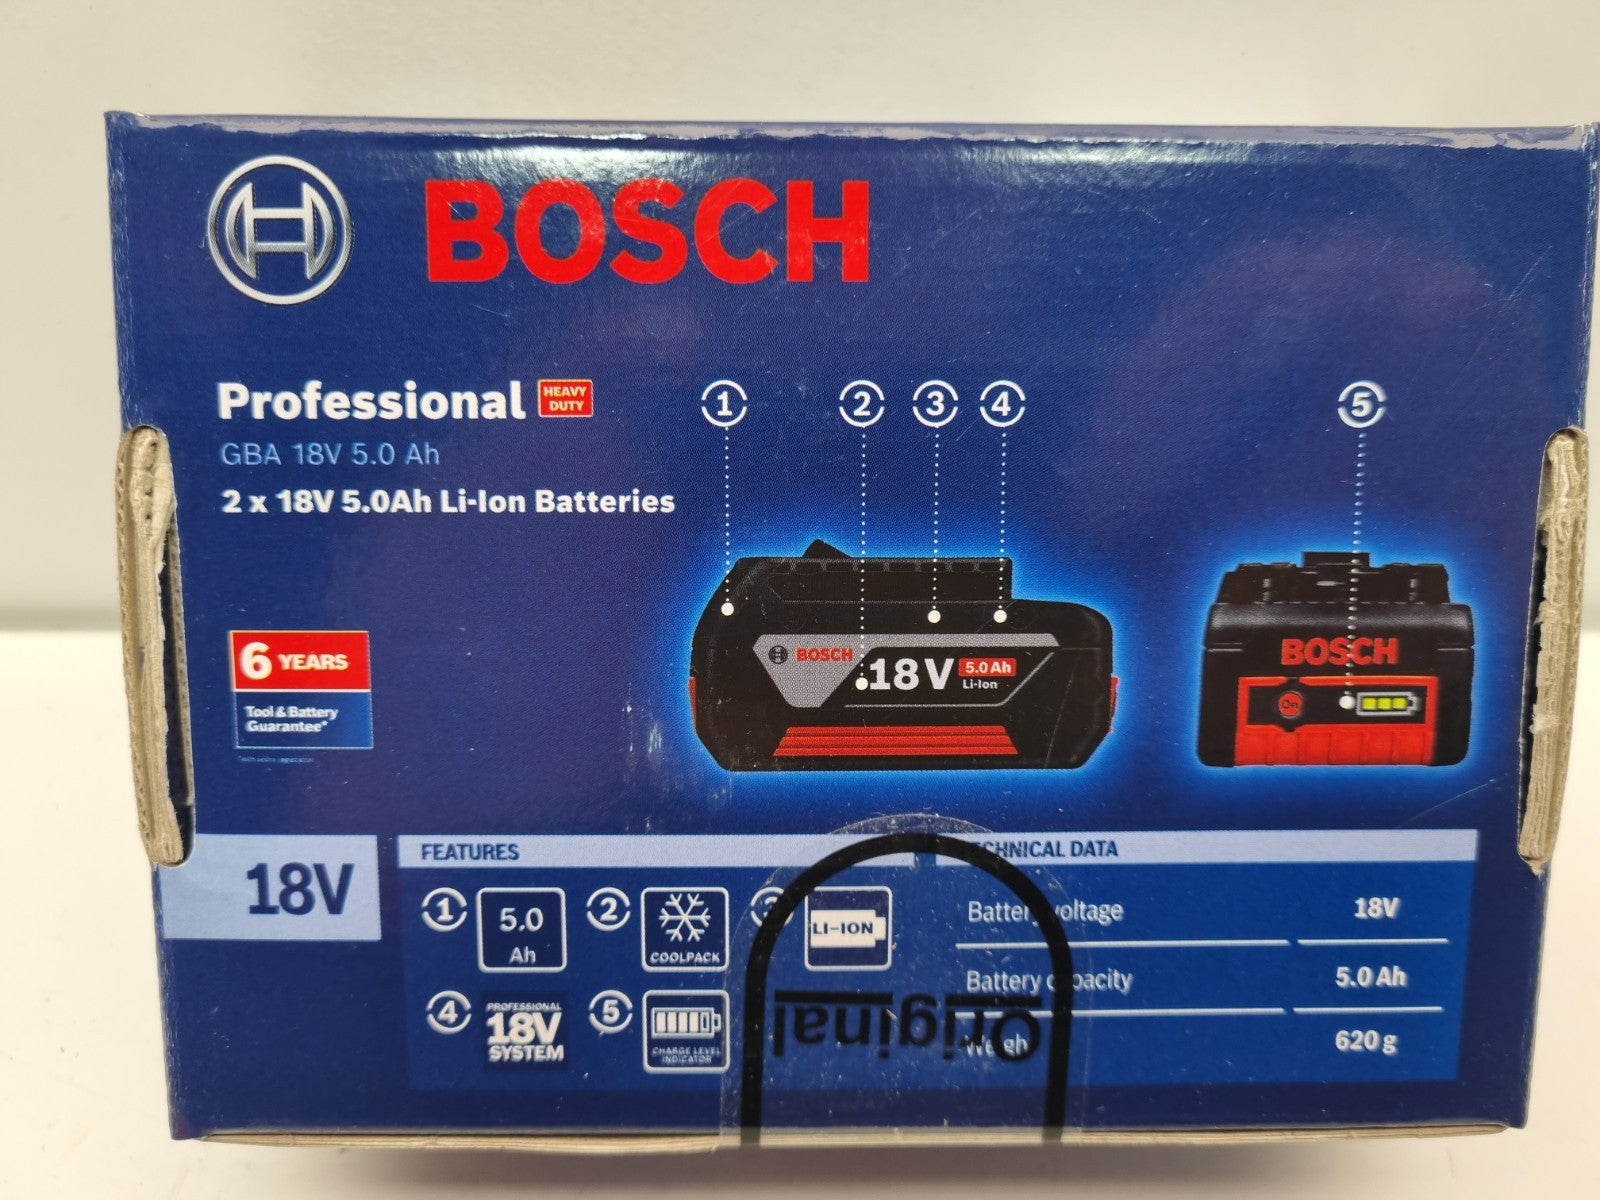 BOSCH
Professional HEAVY DUTY
GBA 18V 5.0 Ah
2 x 18V 5.0Ah Li-Ion Batteries
1 2 3 4 5
BOSCH 18V 5.0 Ah Li-Ion
BOSCH
On
6 YEARS
Tool & Battery
Guarantee*
18V
FEATURES
1 5.0 Ah
2 COOLPACK
3 LI-ION
4 PROFESSIONAL 18V SYSTEM
5 CHARGE LEVEL INDICATOR
TECHNICAL DATA
Battery voltage 18V
Battery capacity 5.0 Ah
Weight 620 g
Original